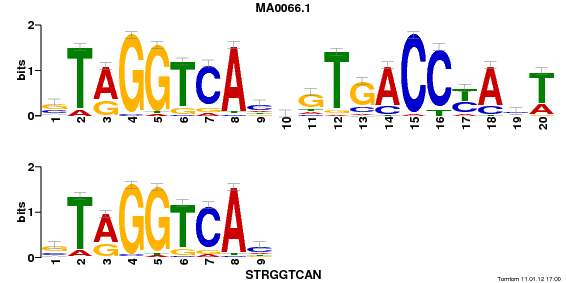 MA0066.1
2
bits
1
0
G T A G G T C A C G T G A C C T A T
1 2 3 4 5 6 7 8 9 10 11 12 13 14 15 16 17 18 19 20
2
bits
1
0
G T A G G T C A C
1 2 3 4 5 6 7 8 9
STRGGTCAN
Tomtom 11.01.12 17:00